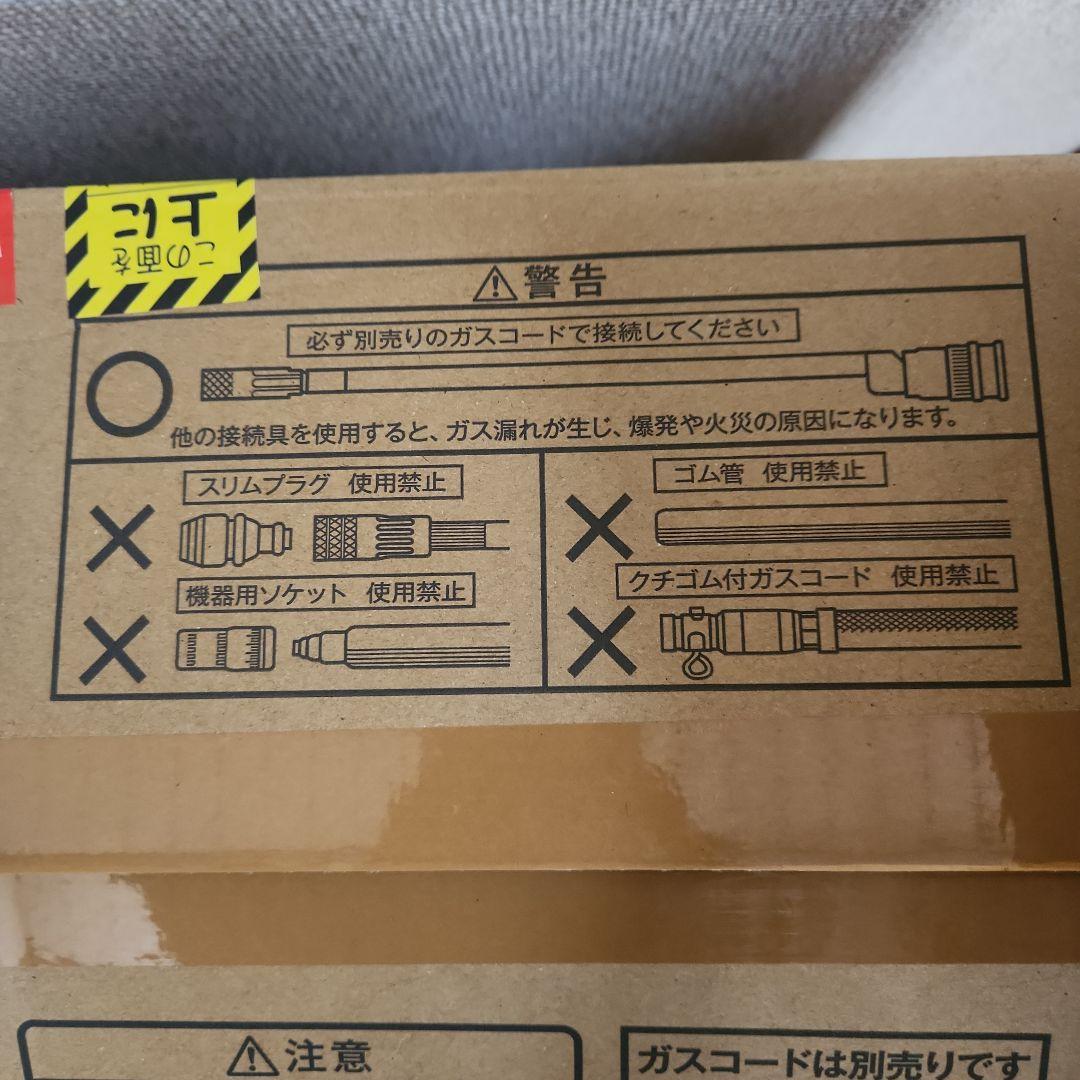 この面を
上に
警告
必ず別売りのガスコードで接続してください
他の接続具を使用すると、ガス漏れが生じ、爆発や火災の原因になります。
スリムプラグ 使用禁止
機器用ソケット 使用禁止
ゴム管 使用禁止
クチゴム付ガスコード 使用禁止
注意
ガスコードは別売りです